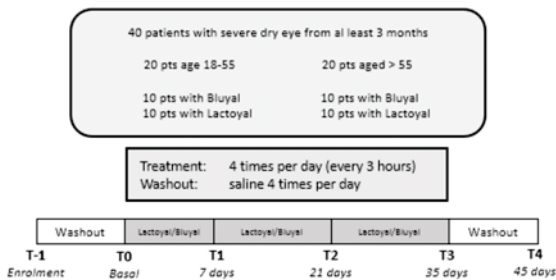 40 patients with severe dry eye from al least 3 months
20 pts age 18-55 20 pts aged > 55
10 pts with Bluyal 10 pts with Bluyal
10 pts with Lactoyal 10 pts with Lactoyal
Treatment: 4 times per day (every 3 hours)
Washout: saline 4 times per day
Washout Lactoyal/Bluyal Lactoyal/Bluyal Lactoyal/Bluyal Washout
T-1 T0 T1 T2 T3 T4
Enrolment Basal 7 days 21 days 35 days 45 days